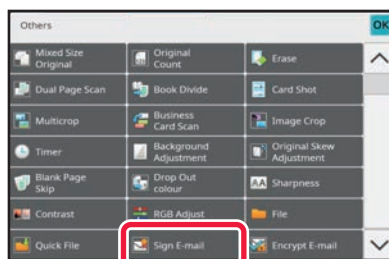 Others
OK
Mixed Size
Original
Original
Count
Erase
Dual Page Scan
Book Divide
Card Shot
Multicrop
Business
Card Scan
Image Crop
Timer
Background
Adjustment
Original Skew
Adjustment
Blank Page
Skip
Drop Out
colour
AA Sharpness
Contrast
RGB Adjust
File
Quick File
Sign E-mail
Encrypt E-mail